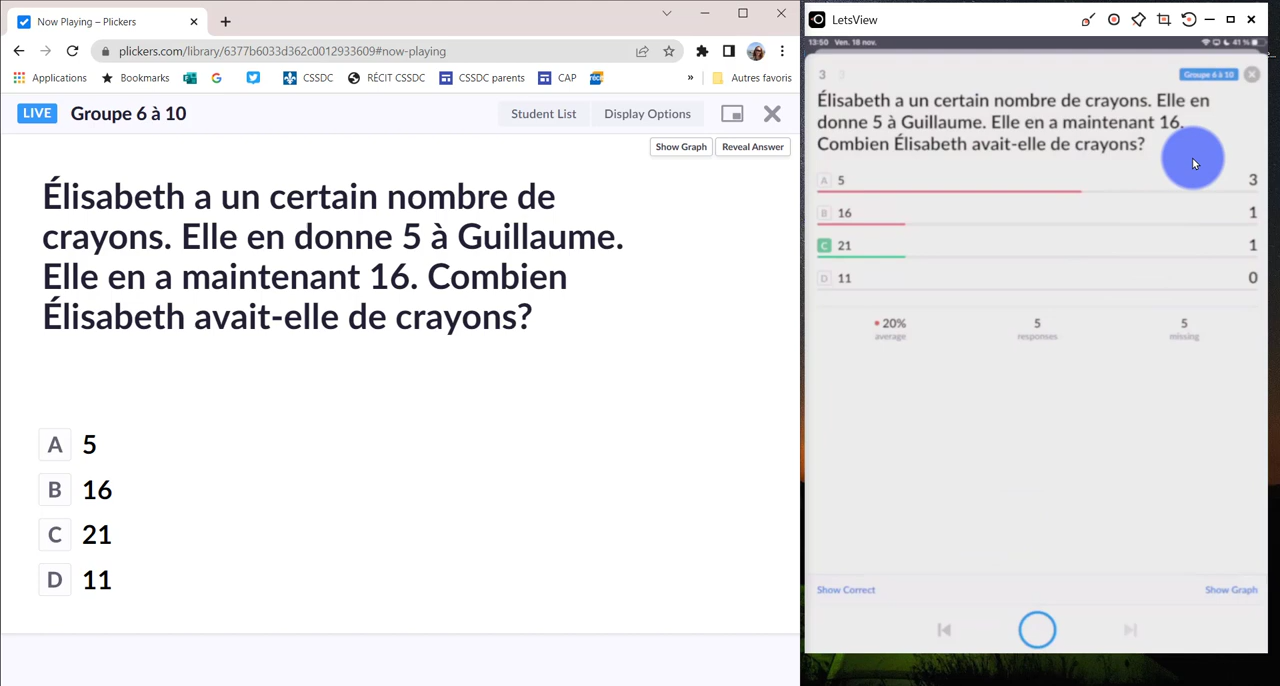 Now Playing – Plickers
plickers.com/library/6377b6033d362c0012933609#now-playing
Applications
Bookmarks
CSSDC
RÉCIT CSSDC
CSSDC parents
CAP
»
Autres favoris
LIVE
Groupe 6 à 10
Student List
Display Options
Show Graph
Reveal Answer
Élisabeth a un certain nombre de
crayons. Elle en donne 5 à Guillaume.
Elle en a maintenant 16. Combien
Élisabeth avait-elle de crayons?
A 5
B 16
C 21
D 11
LetsView
13:50 Ven. 18 nov.
41 %
3
Groupe 6 à 10
Élisabeth a un certain nombre de crayons. Elle en
donne 5 à Guillaume. Elle en a maintenant 16.
Combien Élisabeth avait-elle de crayons?
A 5 3
B 16 1
C 21 1
D 11 0
20% 5 5
average responses missing
Show Correct Show Graph